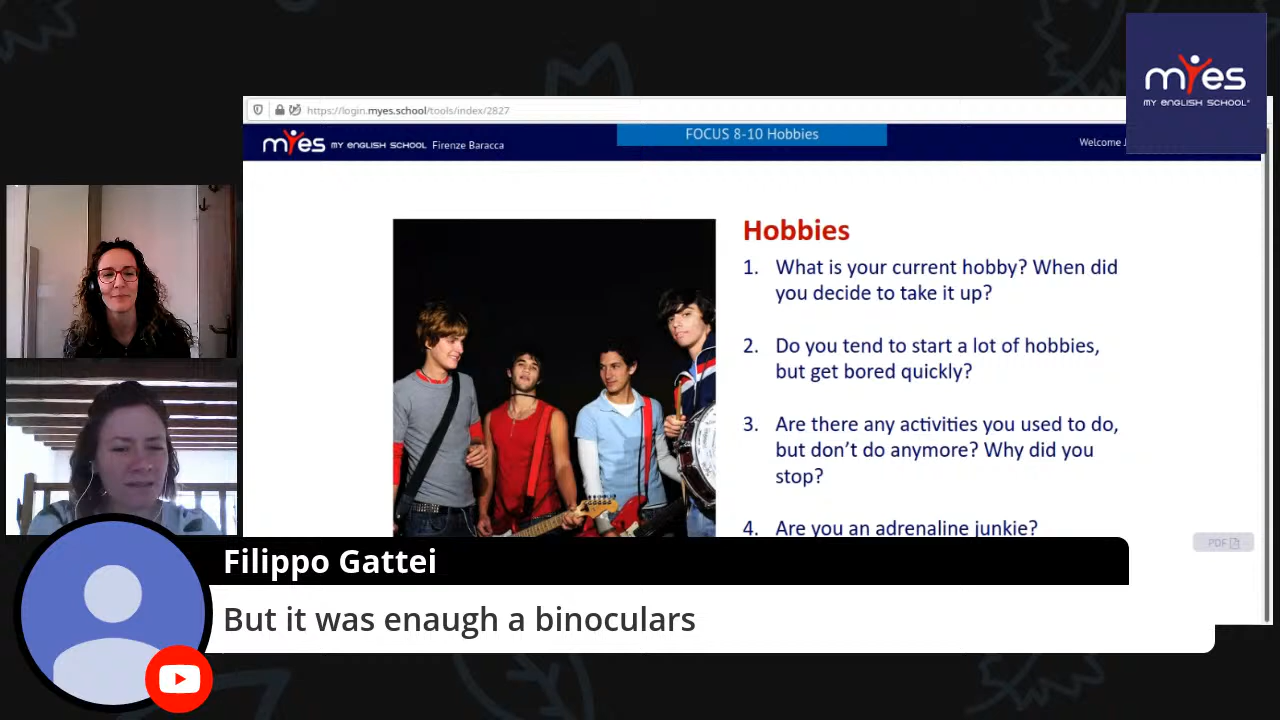 myes
MY ENGLISH SCHOOL
https://login.myes.school/tools/index/2827
myes MY ENGLISH SCHOOL Firenze Baracca
FOCUS 8-10 Hobbies
Welcome
Hobbies
1. What is your current hobby? When did
you decide to take it up?
2. Do you tend to start a lot of hobbies,
but get bored quickly?
3. Are there any activities you used to do,
but don’t do anymore? Why did you
stop?
4. Are you an adrenaline junkie?
PDF
Filippo Gattei
But it was enaugh a binoculars